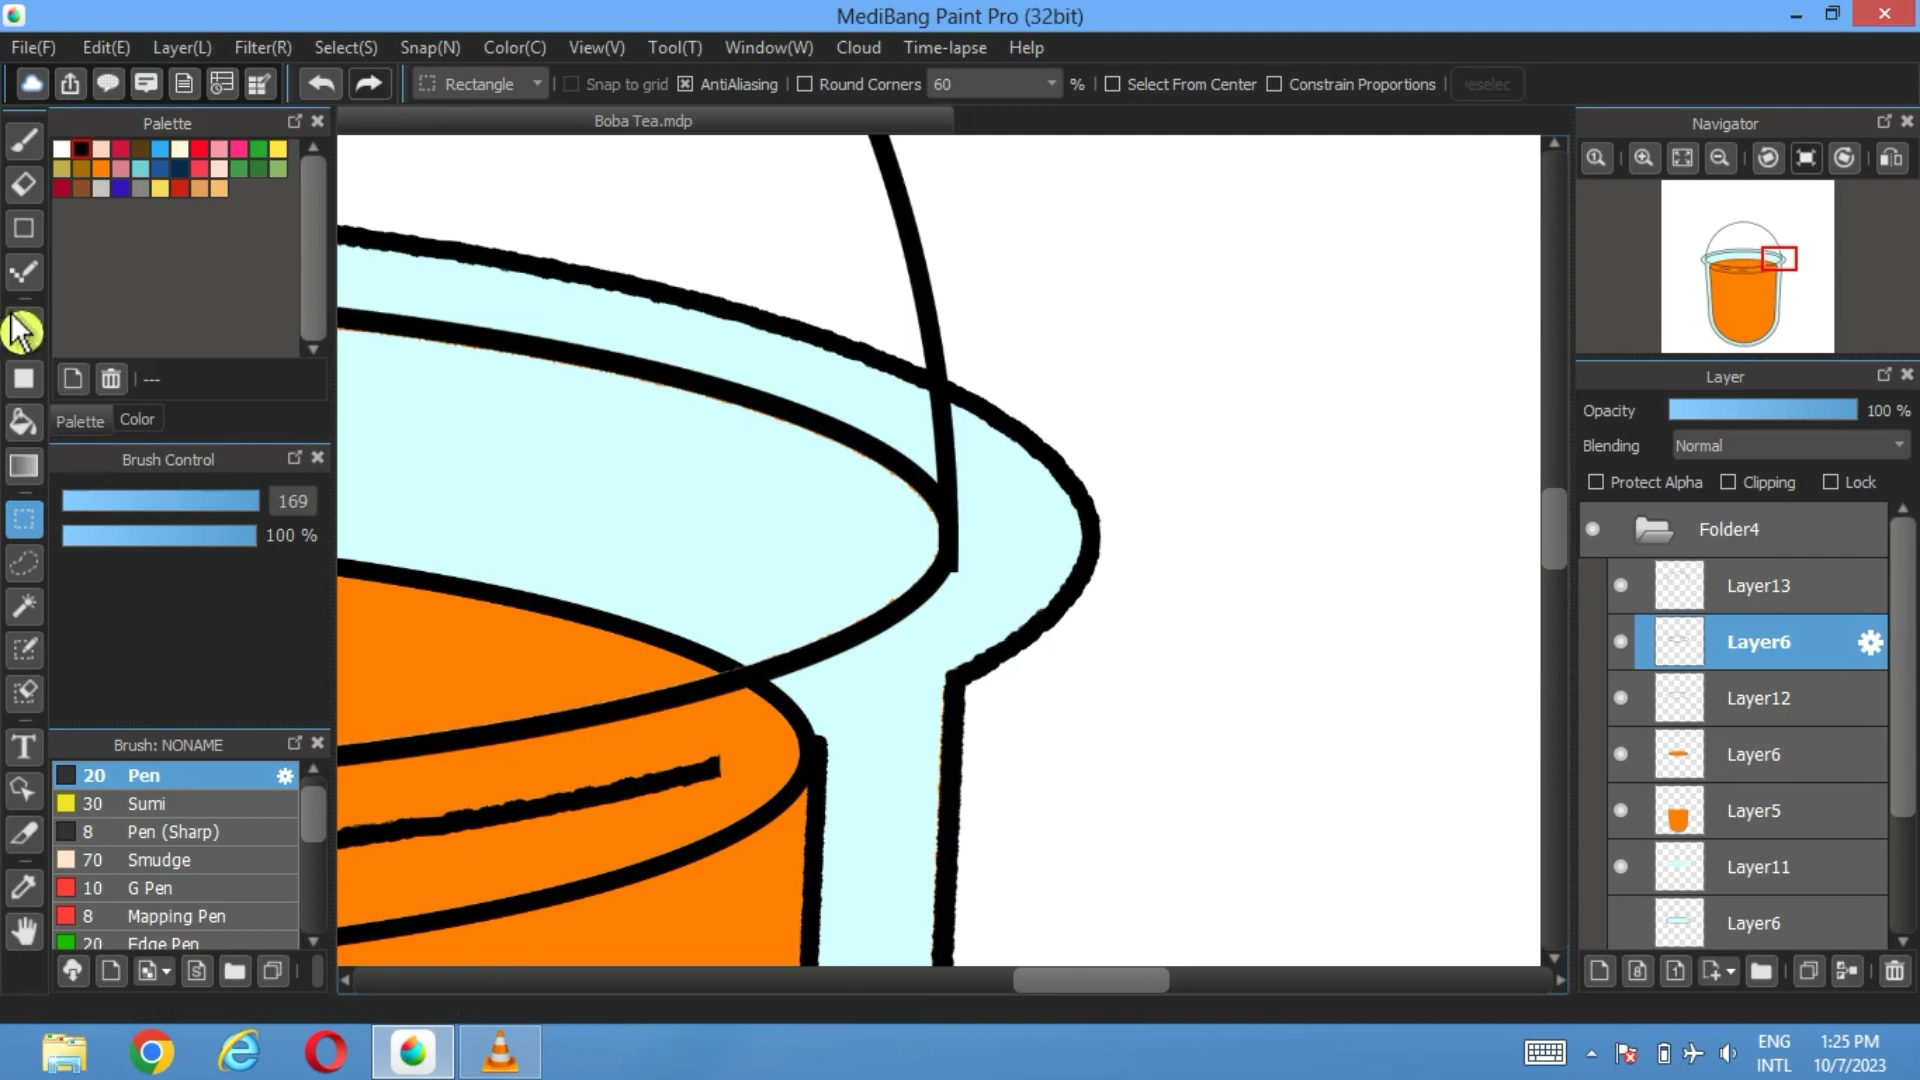 MediBang Paint Pro (32bit)
File(F) Edit(E) Layer(L) Filter(R) Select(S) Snap(N) Color(C) View(V) Tool(T) Window(W) Cloud Time-lapse Help
Rectangle Snap to grid AntiAliasing Round Corners 60 % Select From Center Constrain Proportions
Palette
Boba Tea.mdp
Navigator
---
Palette Color
Brush Control
169
100 %
Brush: NONAME
20 Pen
30 Sumi
8 Pen (Sharp)
70 Smudge
10 G Pen
8 Mapping Pen
20 Edge Pen
Layer
Opacity 100 %
Blending Normal
Protect Alpha Clipping Lock
Folder4
Layer13
Layer6
Layer12
Layer6
Layer5
Layer11
Layer6
ENG 1:25 PM
INTL 10/7/2023